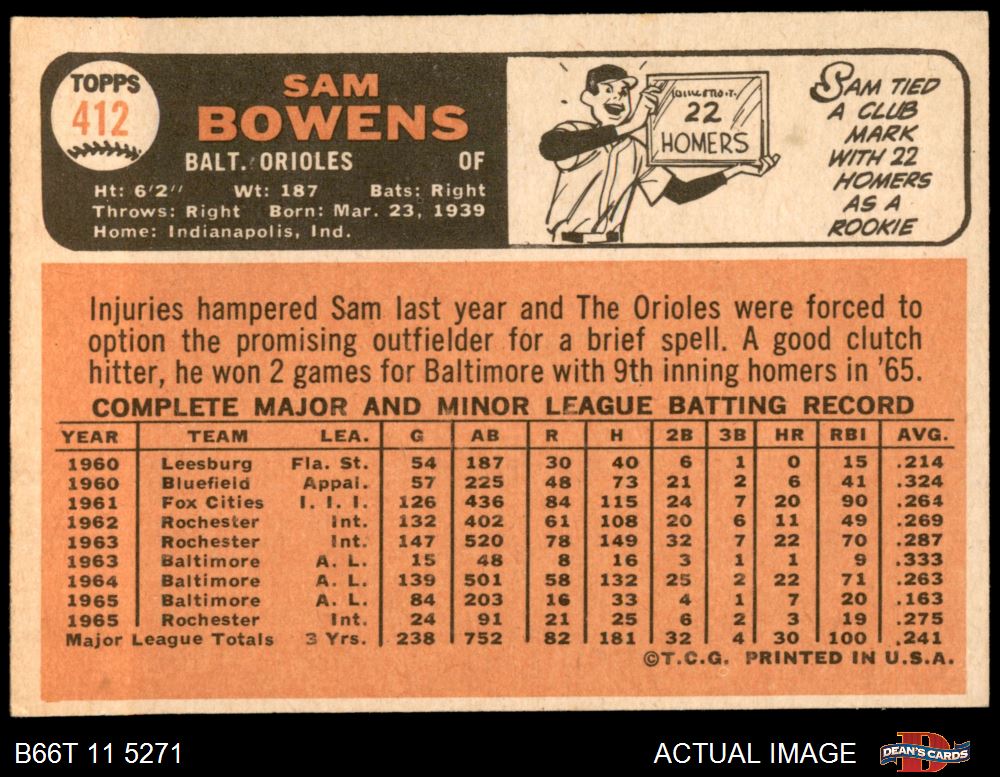 TOPPS
412
SAM
BOWENS
BALT. ORIOLES OF
Ht: 6'2" Wt: 187 Bats: Right
Throws: Right Born: Mar. 23, 1939
Home: Indianapolis, Ind.
22
HOMERS
SAM TIED
A CLUB
MARK
WITH 22
HOMERS
AS A
ROOKIE
Injuries hampered Sam last year and The Orioles were forced to
option the promising outfielder for a brief spell. A good clutch
hitter, he won 2 games for Baltimore with 9th inning homers in '65.
COMPLETE MAJOR AND MINOR LEAGUE BATTING RECORD
YEAR TEAM LEA. G AB R H 2B 3B HR RBI AVG.
1960 Leesburg Fla. St. 54 187 30 40 6 1 0 15 .214
1960 Bluefield Appal. 57 225 48 73 21 2 6 41 .324
1961 Fox Cities I. I. I. 126 436 84 115 24 7 20 90 .264
1962 Rochester Int. 132 402 61 108 20 6 11 49 .269
1963 Rochester Int. 147 520 78 149 32 7 22 70 .287
1963 Baltimore A. L. 15 48 8 16 3 1 1 9 .333
1964 Baltimore A. L. 139 501 58 132 25 2 22 71 .263
1965 Baltimore A. L. 84 203 16 33 4 1 7 20 .163
1965 Rochester Int. 24 91 21 25 6 2 3 19 .275
Major League Totals 3 Yrs. 238 752 82 181 32 4 30 100 .241
©T.C.G. PRINTED IN U.S.A.
B66T 11 5271
ACTUAL IMAGE
DEAN'S CARDS